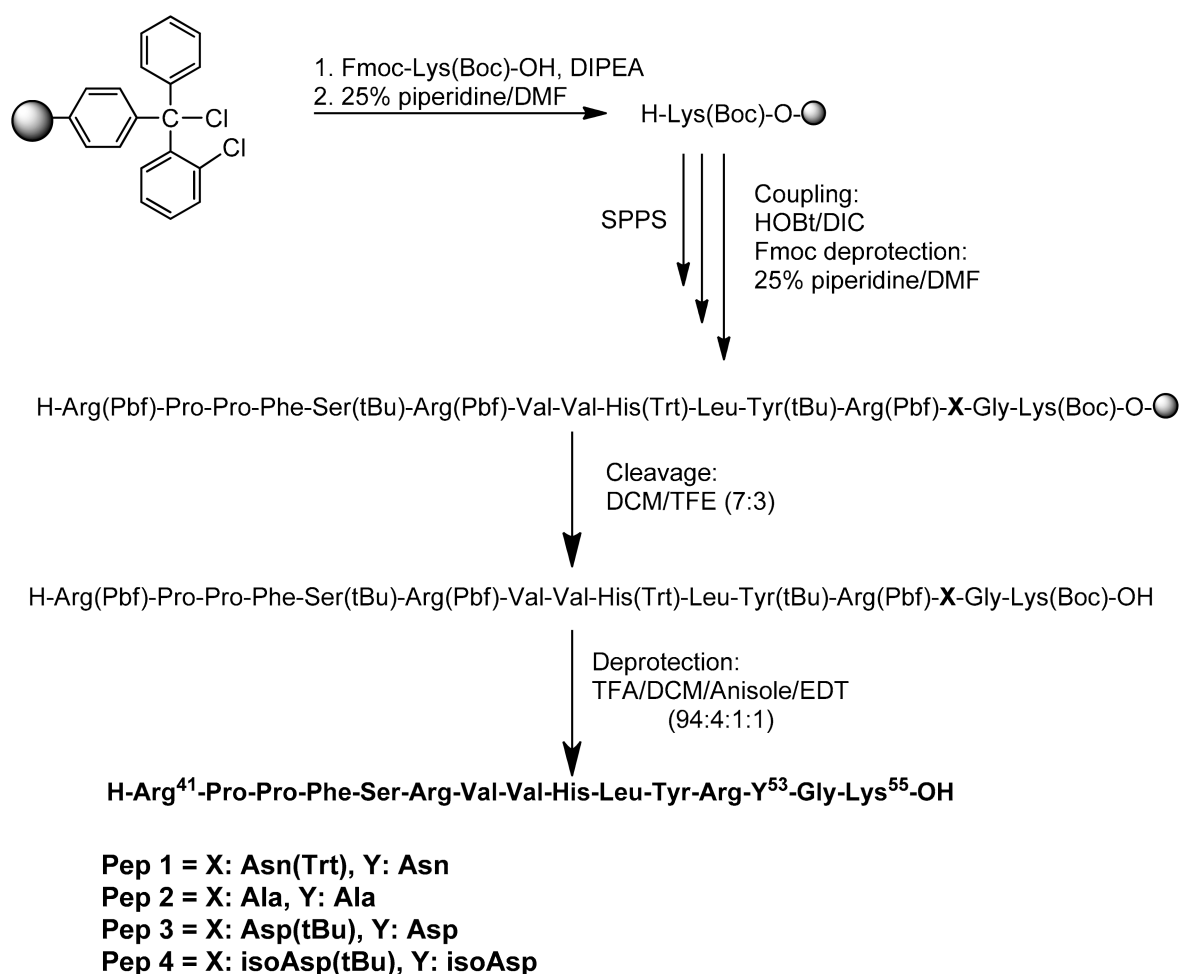 1. Fmoc-Lys(Boc)-OH, DIPEA
2. 25% piperidine/DMF
C
Cl
Cl
H-Lys(Boc)-O-
SPPS
Coupling:
HOBt/DIC
Fmoc deprotection:
25% piperidine/DMF
H-Arg(Pbf)-Pro-Pro-Phe-Ser(tBu)-Arg(Pbf)-Val-Val-His(Trt)-Leu-Tyr(tBu)-Arg(Pbf)-X-Gly-Lys(Boc)-O-
Cleavage:
DCM/TFE (7:3)
H-Arg(Pbf)-Pro-Pro-Phe-Ser(tBu)-Arg(Pbf)-Val-Val-His(Trt)-Leu-Tyr(tBu)-Arg(Pbf)-X-Gly-Lys(Boc)-OH
Deprotection:
TFA/DCM/Anisole/EDT
(94:4:1:1)
H-Arg⁴¹-Pro-Pro-Phe-Ser-Arg-Val-Val-His-Leu-Tyr-Arg-Y⁵³-Gly-Lys⁵⁵-OH
Pep 1 = X: Asn(Trt), Y: Asn
Pep 2 = X: Ala, Y: Ala
Pep 3 = X: Asp(tBu), Y: Asp
Pep 4 = X: isoAsp(tBu), Y: isoAsp